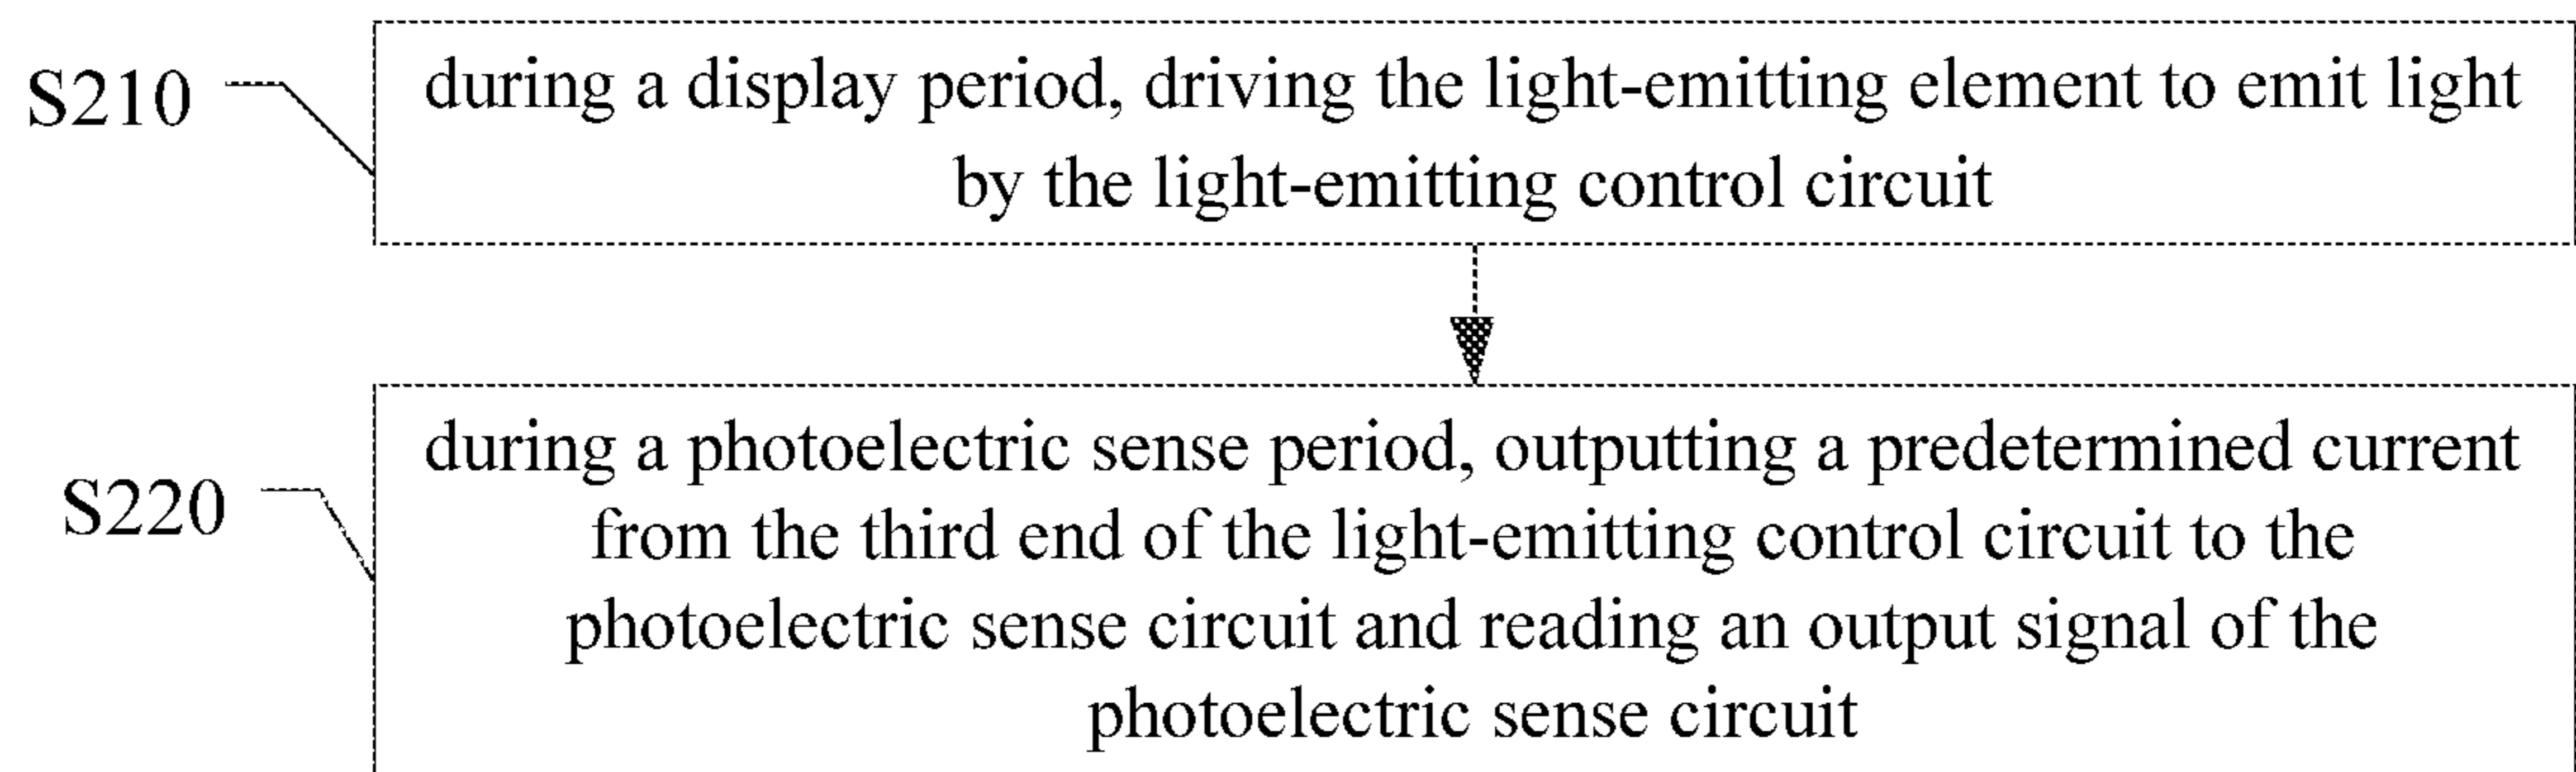 S210
during a display period, driving the light-emitting element to emit light
by the light-emitting control circuit
S220
during a photoelectric sense period, outputting a predetermined current
from the third end of the light-emitting control circuit to the
photoelectric sense circuit and reading an output signal of the
photoelectric sense circuit